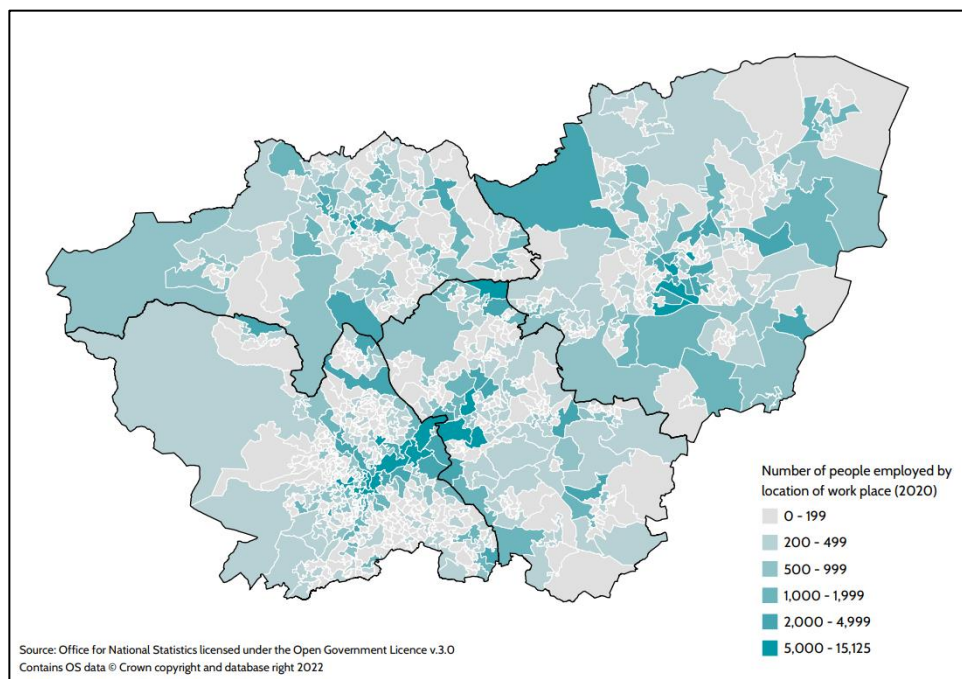 Number of people employed by
location of work place (2020)
0 - 199
200 - 499
500 - 999
1,000 - 1,999
2,000 - 4,999
5,000 - 15,125
Source: Office for National Statistics licensed under the Open Government Licence v.3.0
Contains OS data © Crown copyright and database right 2022